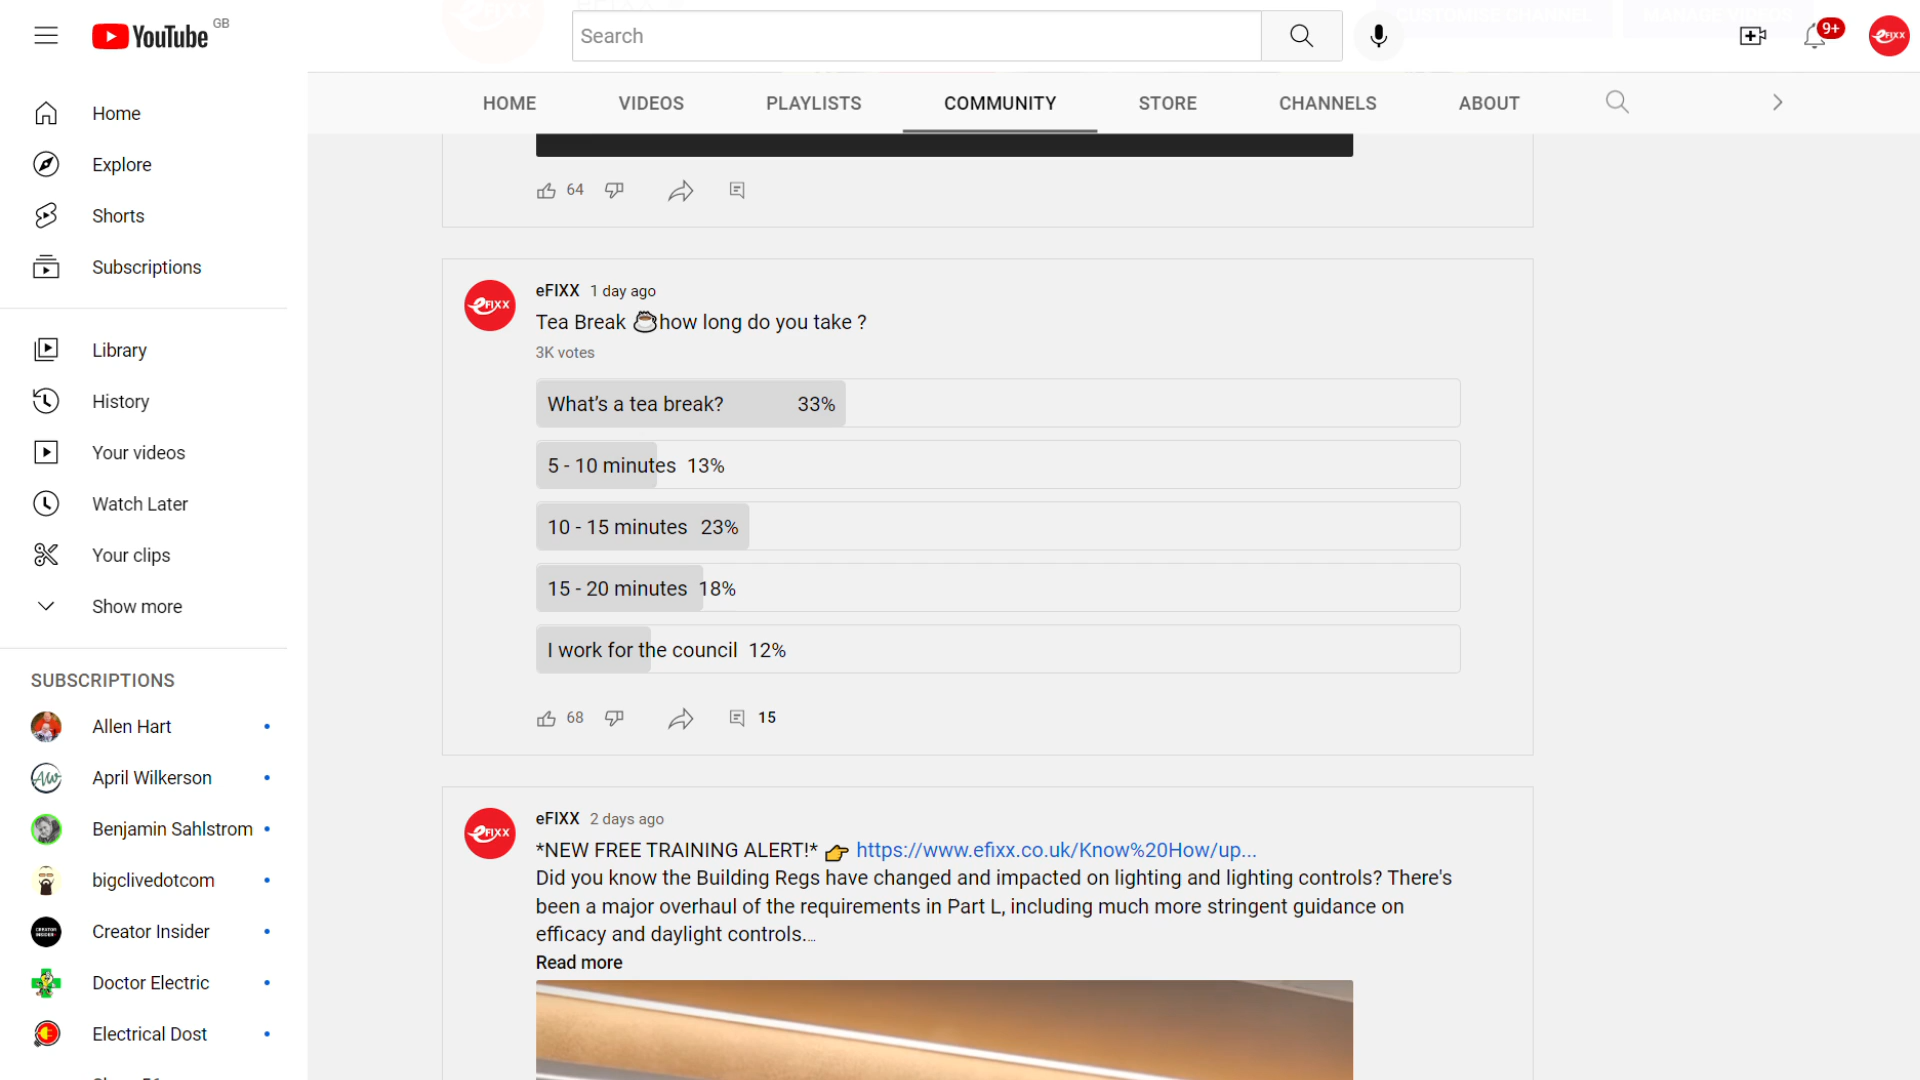 YouTube GB
Search
9+
eFIXX
HOME VIDEOS PLAYLISTS COMMUNITY STORE CHANNELS ABOUT
Home
Explore
Shorts
Subscriptions
Library
History
Your videos
Watch Later
Your clips
Show more
SUBSCRIPTIONS
Allen Hart
April Wilkerson
Benjamin Sahlstrom
bigclivedotcom
Creator Insider
Doctor Electric
Electrical Dost
64
eFIXX
eFIXX 1 day ago
Tea Break ☕how long do you take ?
3K votes
What's a tea break? 33%
5 - 10 minutes 13%
10 - 15 minutes 23%
15 - 20 minutes 18%
I work for the council 12%
68 15
eFIXX
eFIXX 2 days ago
*NEW FREE TRAINING ALERT!* 👉 https://www.efixx.co.uk/Know%20How/up...
Did you know the Building Regs have changed and impacted on lighting and lighting controls? There's
been a major overhaul of the requirements in Part L, including much more stringent guidance on
efficacy and daylight controls.…
Read more